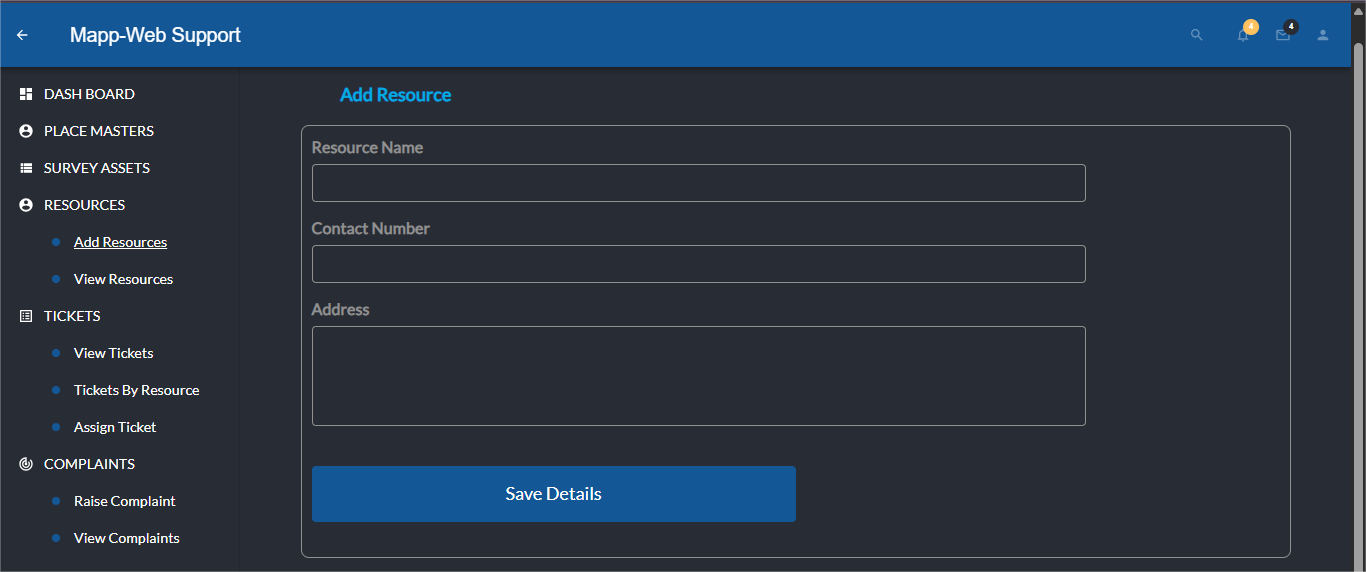 Mapp-Web Support
4
4
DASH BOARD
PLACE MASTERS
SURVEY ASSETS
RESOURCES
Add Resources
View Resources
TICKETS
View Tickets
Tickets By Resource
Assign Ticket
COMPLAINTS
Raise Complaint
View Complaints
Add Resource
Resource Name
Contact Number
Address
Save Details